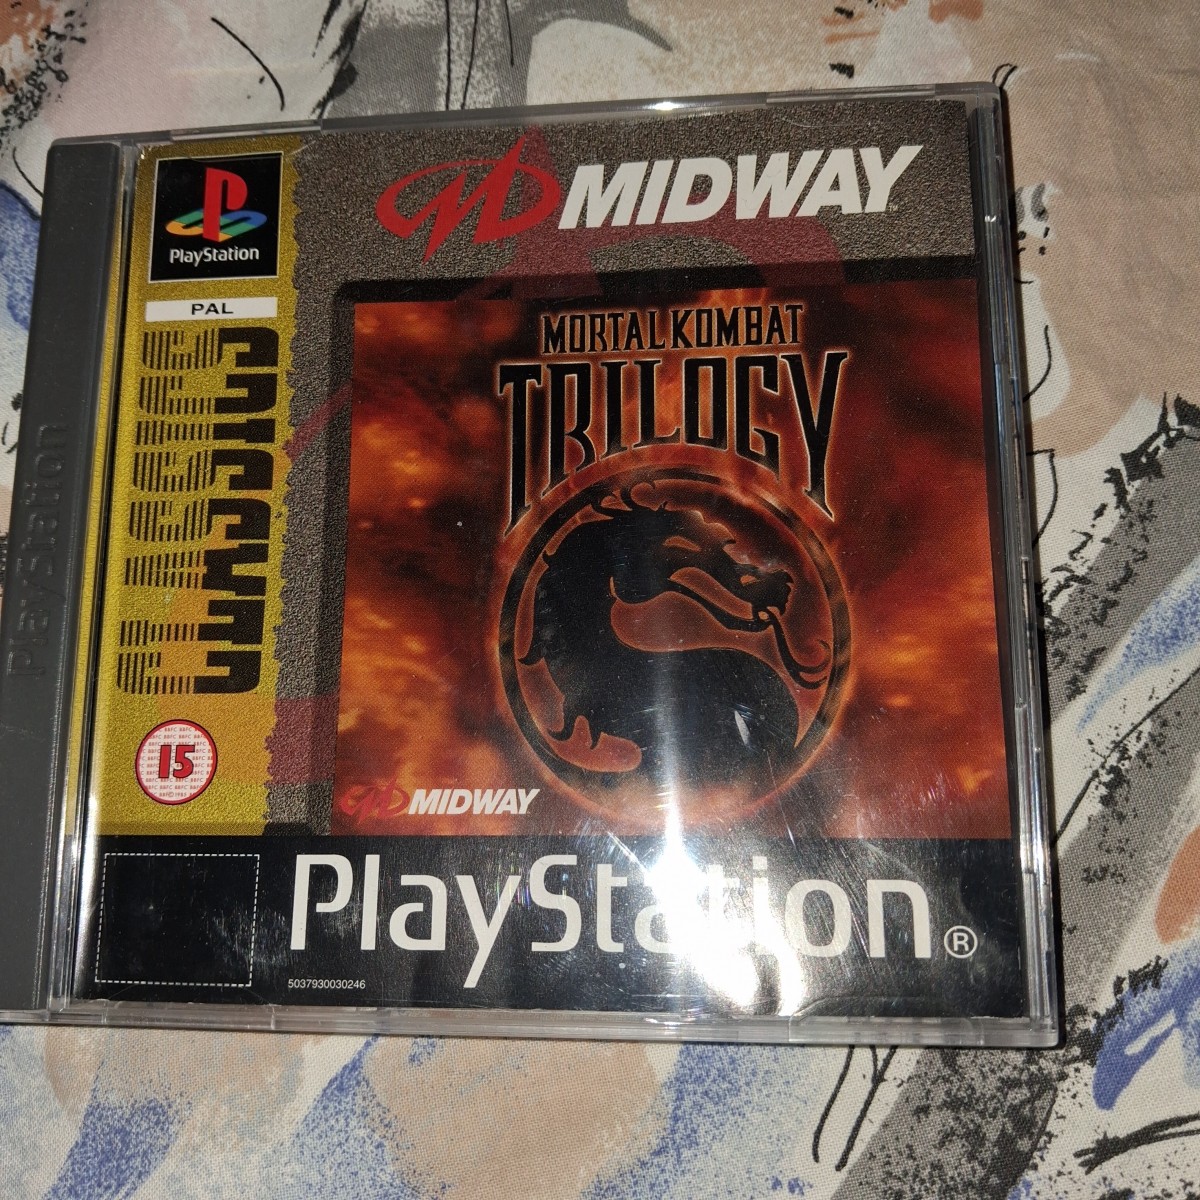 PlayStation
PlayStation
PAL
CLASSICS
MIDWAY
MORTAL KOMBAT
TRILOGY
15
MIDWAY
PlayStation®
5037930030246